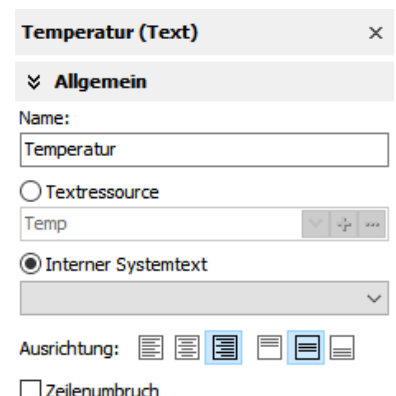 Temperatur (Text)
Allgemein
Name:
Temperatur
Textressource
Temp
Interner Systemtext
Ausrichtung:
Zeilenumbruch